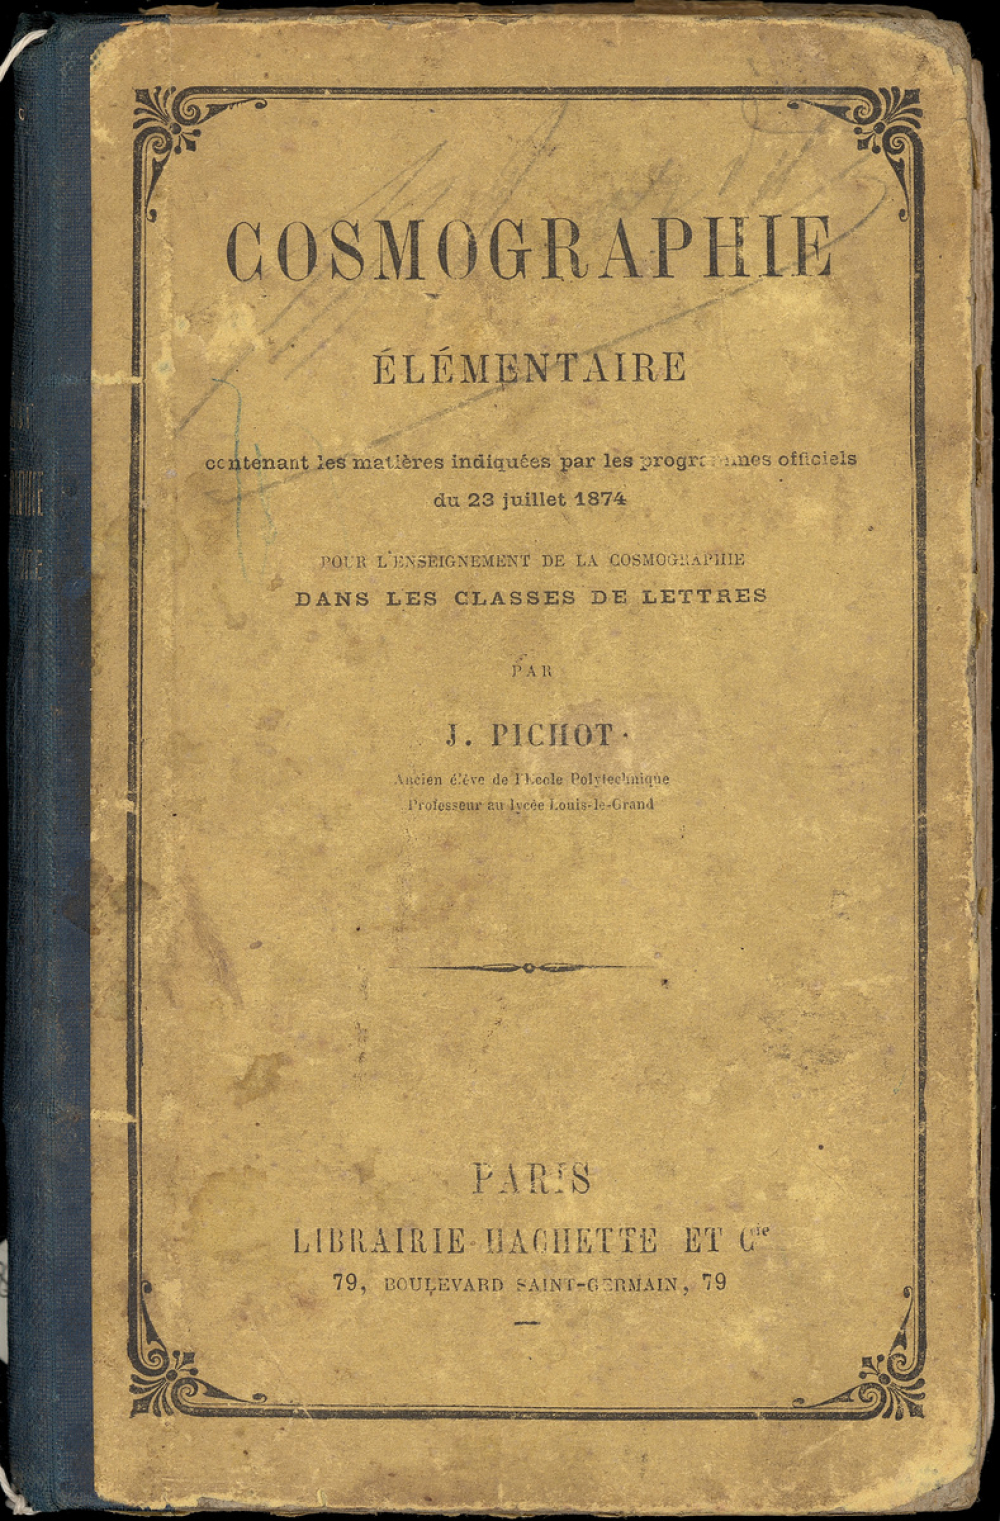 COSMOGRAPHIE
ÉLÉMENTAIRE
contenant les matières indiquées par les programmes officiels
du 23 juillet 1874
POUR L'ENSEIGNEMENT DE LA COSMOGRAPHIE
DANS LES CLASSES DE LETTRES
PAR
J. PICHOT
Ancien élève de l'Ecole Polytechnique
Professeur au lycée Louis-le-Grand
PARIS
LIBRAIRIE HACHETTE ET Cie
79, BOULEVARD SAINT-GERMAIN, 79